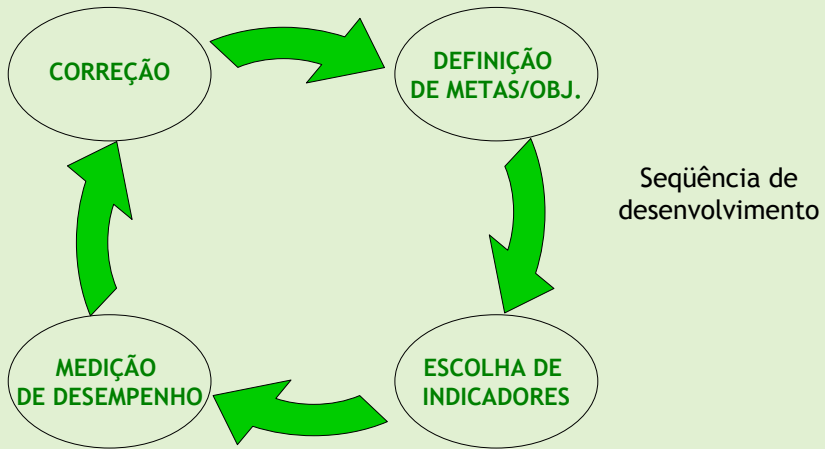 CORREÇÃO
DEFINIÇÃO
DE METAS/OBJ.
Seqüência de
desenvolvimento
MEDIÇÃO
DE DESEMPENHO
ESCOLHA DE
INDICADORES